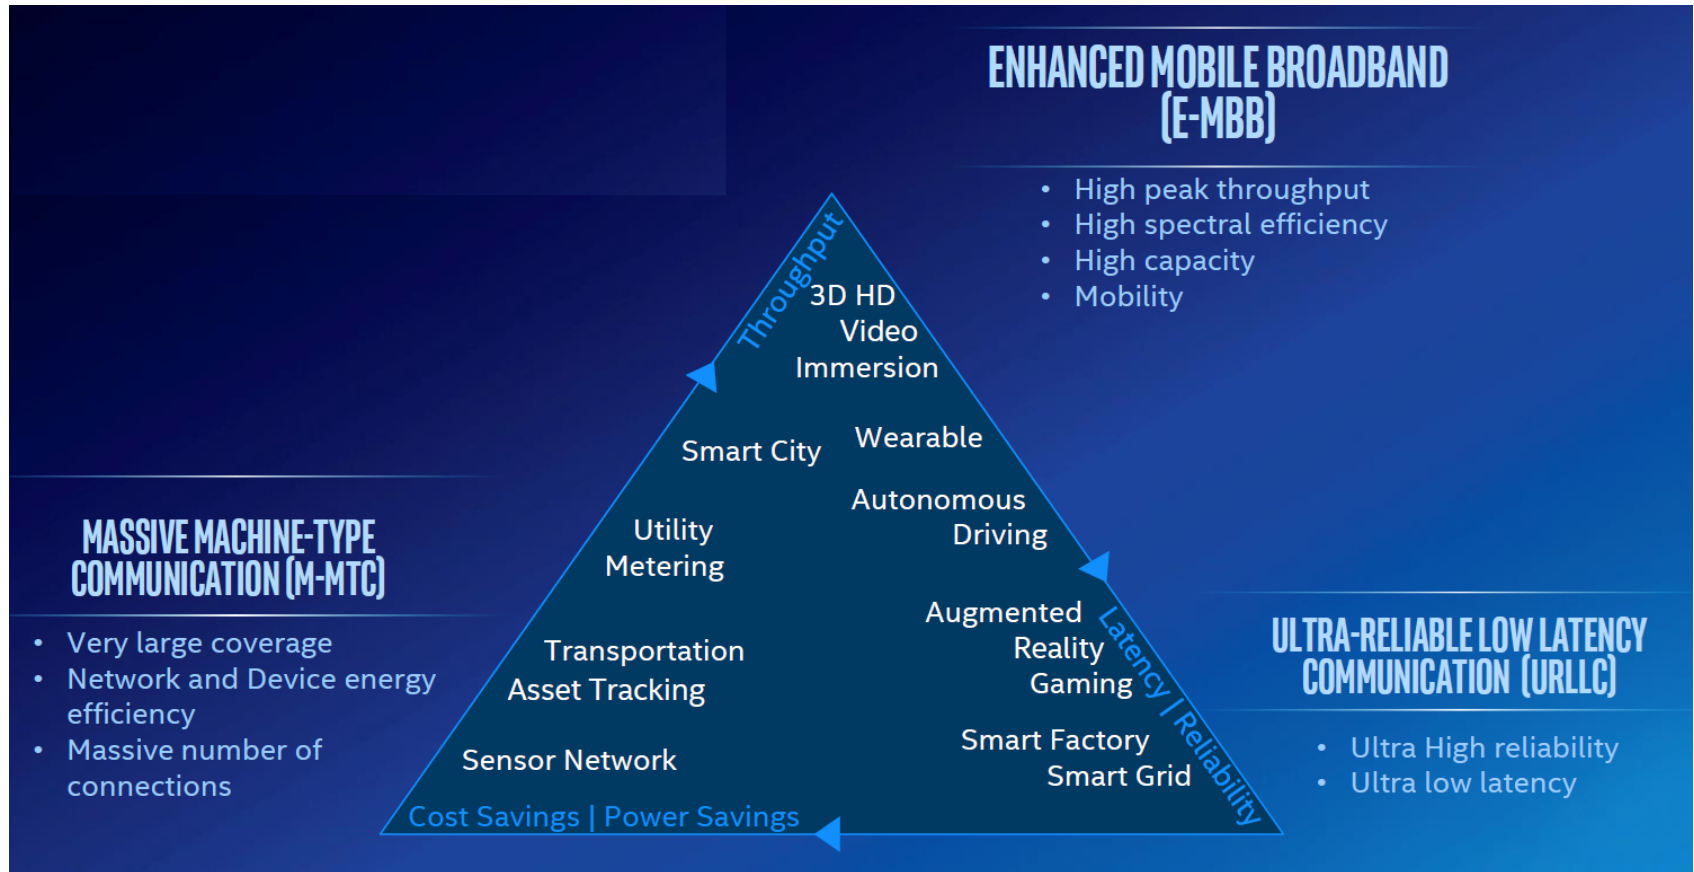 ENHANCED MOBILE BROADBAND
(E-MBB)
• High peak throughput
• High spectral efficiency
• High capacity
• Mobility
Throughput
3D HD
Video
Immersion
Smart City
Wearable
Utility
Metering
Autonomous
Driving
Transportation
Asset Tracking
Augmented
Reality
Gaming
Sensor Network
Smart Factory
Smart Grid
Latency | Reliability
Cost Savings | Power Savings
MASSIVE MACHINE-TYPE
COMMUNICATION (M-MTC)
• Very large coverage
• Network and Device energy
efficiency
• Massive number of
connections
ULTRA-RELIABLE LOW LATENCY
COMMUNICATION (URLLC)
• Ultra High reliability
• Ultra low latency